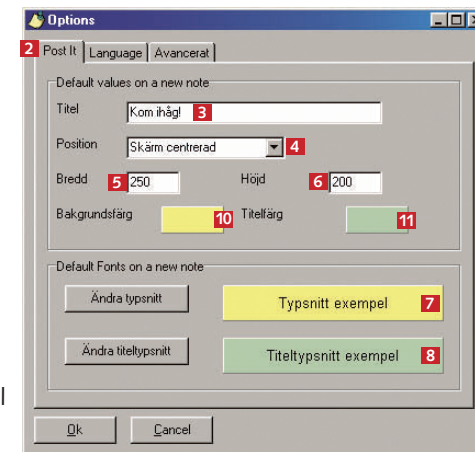 Options
2 Post It Language Avancerat
Default values on a new note
Titel Kom ihåg! 3
Position Skärm centrerad 4
Bredd 5 250 Höjd 6 200
Bakgrundsfärg 10 Titelfärg 11
Default Fonts on a new note
Ändra typsnitt Typsnitt exempel 7
Ändra titeltypsnitt Titeltypsnitt exempel 8
l
Ok Cancel